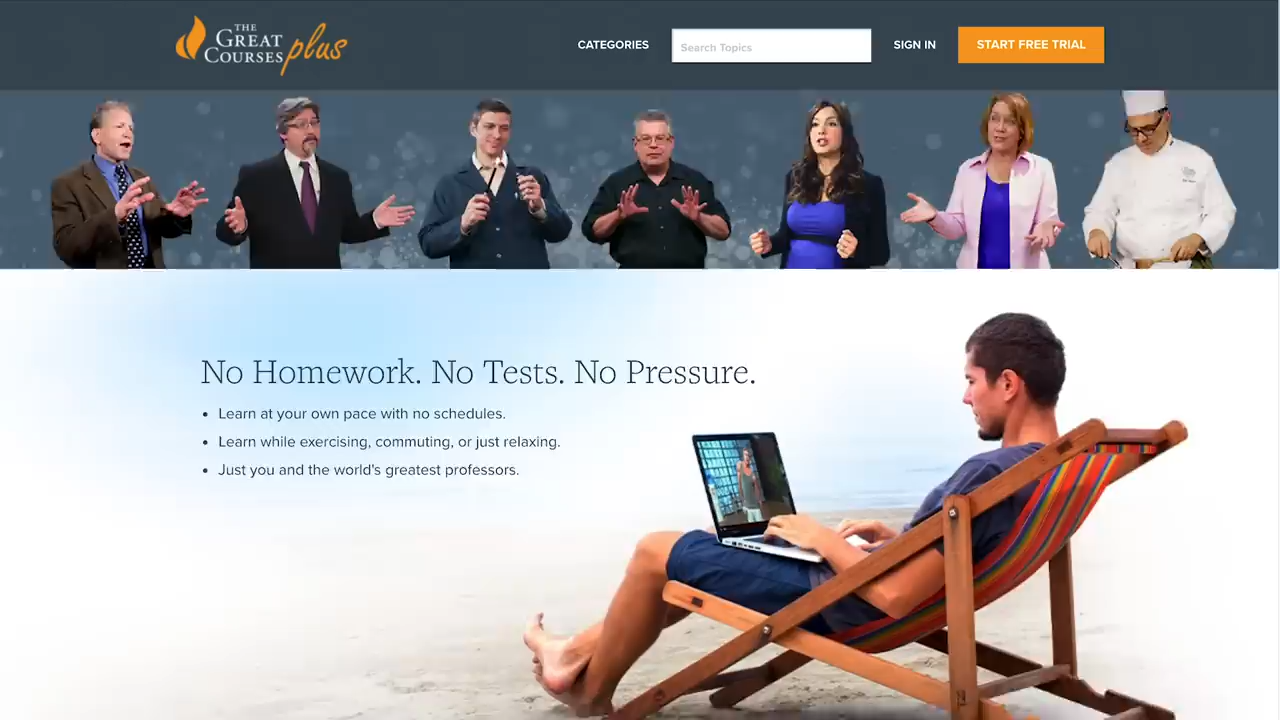 THE
GREAT
COURSES plus
CATEGORIES
Search Topics
SIGN IN
START FREE TRIAL
No Homework. No Tests. No Pressure.
• Learn at your own pace with no schedules.
• Learn while exercising, commuting, or just relaxing.
• Just you and the world's greatest professors.